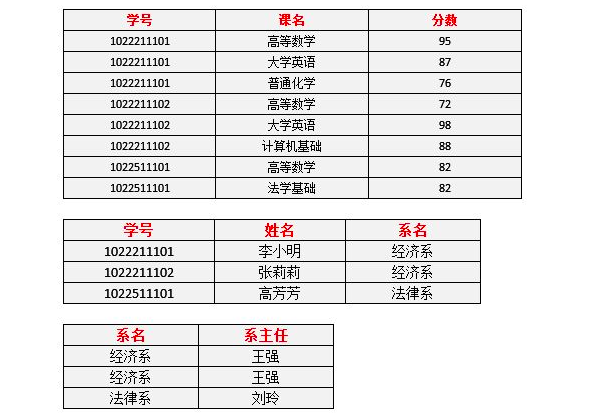 学号 课名 分数
1022211101 高等数学 95
1022211101 大学英语 87
1022211101 普通化学 76
1022211102 高等数学 72
1022211102 大学英语 98
1022211102 计算机基础 88
1022511101 高等数学 82
1022511101 法学基础 82
学号 姓名 系名
1022211101 李小明 经济系
1022211102 张莉莉 经济系
1022511101 高芳芳 法律系
系名 系主任
经济系 王强
经济系 王强
法律系 刘玲